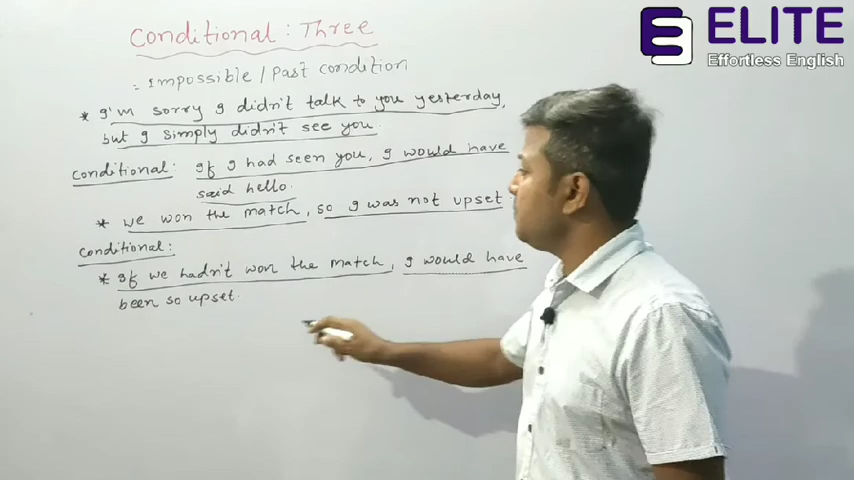 Conditional : Three
: Impossible / Past condition
* I'm sorry I didn't talk to you yesterday,
but I simply didn't see you.
Conditional: If I had seen you, I would have
said hello.
* we won the match, so I was not upset
Conditional:
* If we hadn't won the match, I would have
been so upset.
ELITE
Effortless English